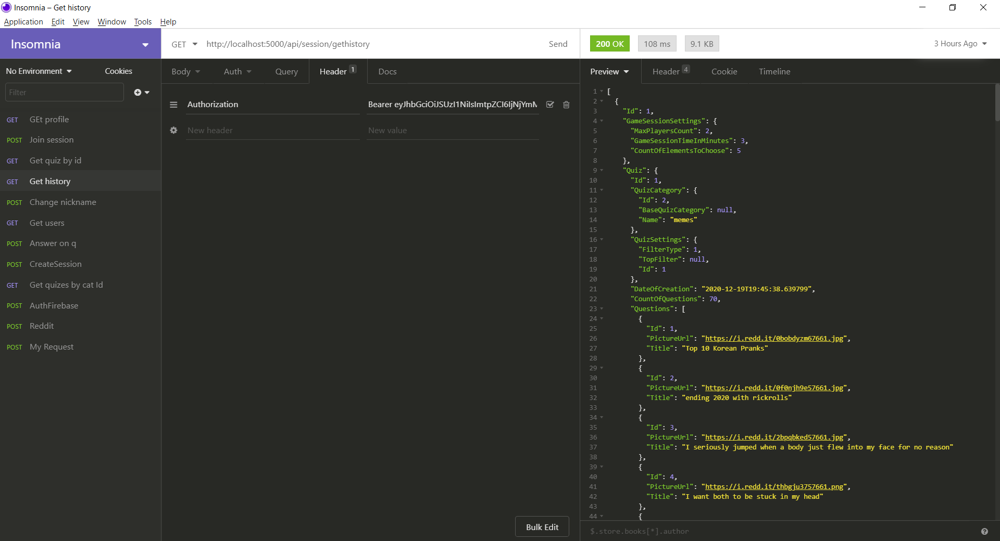 Insomnia – Get history
Application Edit View Window Tools Help
Insomnia
GET http://localhost:5000/api/session/gethistory Send
200 OK 108 ms 9.1 KB 3 Hours Ago
No Environment Cookies
Filter
GET GEt profile
POST Join session
GET Get quiz by id
GET Get history
POST Change nickname
GET Get users
POST Answer on q
POST CreateSession
GET Get quizes by cat Id
POST AuthFirebase
POST Reddit
POST My Request
Body Auth Query Header 1 Docs
Authorization Bearer eyJhbGciOiJSUzI1NiIsImtpZCI6IjNjYmM
New header New value
Bulk Edit
Preview Header 4 Cookie Timeline
1 [
2 {
3 "Id": 1,
4 "GameSessionSettings": {
5 "MaxPlayersCount": 2,
6 "GameSessionTimeInMinutes": 3,
7 "CountOfElementsToChoose": 5
8 },
9 "Quiz": {
10 "Id": 1,
11 "QuizCategory": {
12 "Id": 2,
13 "BaseQuizCategory": null,
14 "Name": "memes"
15 },
16 "QuizSettings": {
17 "FilterType": 1,
18 "TopFilter": null,
19 "Id": 1
20 },
21 "DateOfCreation": "2020-12-19T19:45:38.639799",
22 "CountOfQuestions": 70,
23 "Questions": [
24 {
25 "Id": 1,
26 "PictureUrl": "https://i.redd.it/0bobdyzm67661.jpg",
27 "Title": "Top 10 Korean Pranks"
28 },
29 {
30 "Id": 2,
31 "PictureUrl": "https://i.redd.it/0f0njh9e57661.jpg",
32 "Title": "ending 2020 with rickrolls"
33 },
34 {
35 "Id": 3,
36 "PictureUrl": "https://i.redd.it/2bpqbked57661.jpg",
37 "Title": "I seriously jumped when a body just flew into my face for no reason"
38 },
39 {
40 "Id": 4,
41 "PictureUrl": "https://i.redd.it/thbgju3757661.png",
42 "Title": "I want both to be stuck in my head"
43 },
44 {
$.store.books[*].author